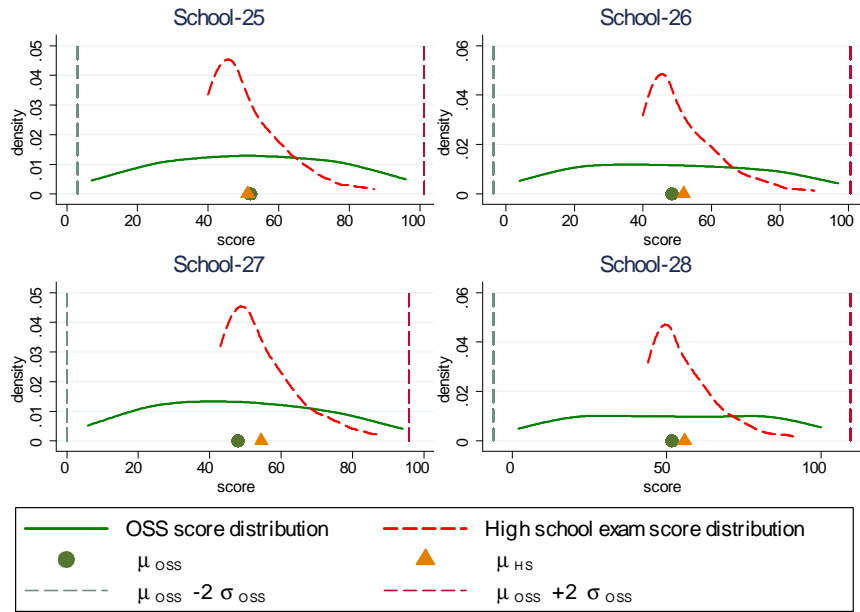 School-25
School-26
density
0 .01 .02 .03 .04 .05
0 20 40 60 80 100
score
density
0 .02 .04 .06
0 20 40 60 80 100
score
School-27
School-28
density
0 .01 .02 .03 .04 .05
0 20 40 60 80 100
score
density
0 .02 .04 .06
50 100
score
OSS score distribution
High school exam score distribution
μ OSS
μ HS
μ OSS -2 σ OSS
μ OSS +2 σ OSS